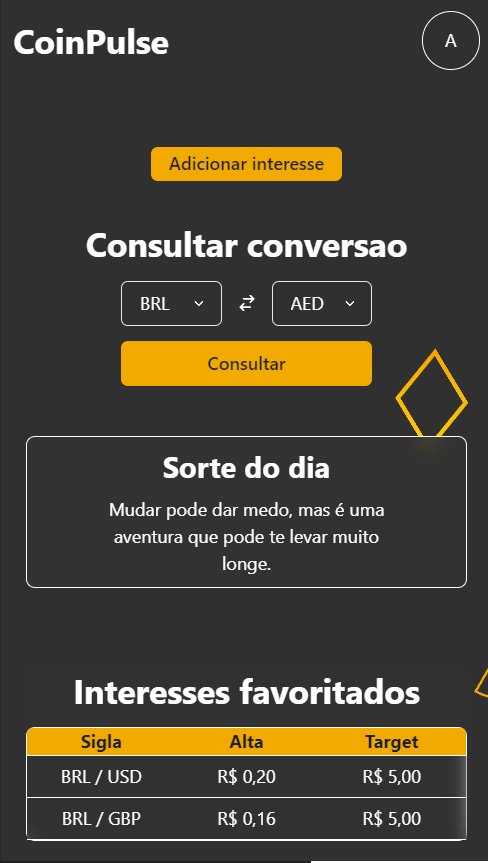 CoinPulse
A
Adicionar interesse
Consultar conversao
BRL AED
Consultar
Sorte do dia
Mudar pode dar medo, mas é uma
aventura que pode te levar muito
longe.
Interesses favoritados
Sigla Alta Target
BRL / USD R$ 0,20 R$ 5,00
BRL / GBP R$ 0,16 R$ 5,00